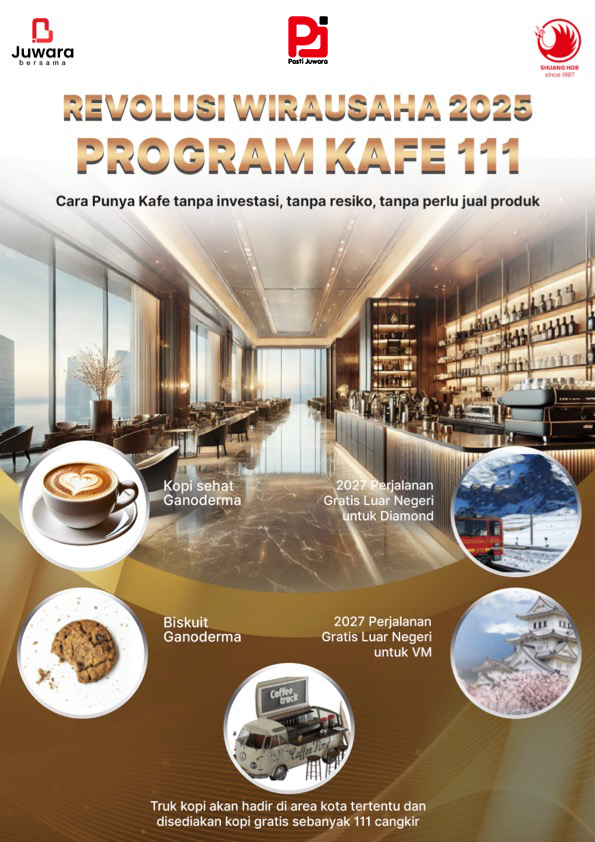 Juwara
bersama
Pasti Juwara
SHUANG HOR
since 1987
REVOLUSI WIRAUSAHA 2025
PROGRAM KAFE 111
Cara Punya Kafe tanpa investasi, tanpa resiko, tanpa perlu jual produk
Kopi sehat
Ganoderma
2027 Perjalanan
Gratis Luar Negeri
untuk Diamond
Biskuit
Ganoderma
2027 Perjalanan
Gratis Luar Negeri
untuk VM
Coffee
truck
Coffee Time
Truk kopi akan hadir di area kota tertentu dan
disediakan kopi gratis sebanyak 111 cangkir